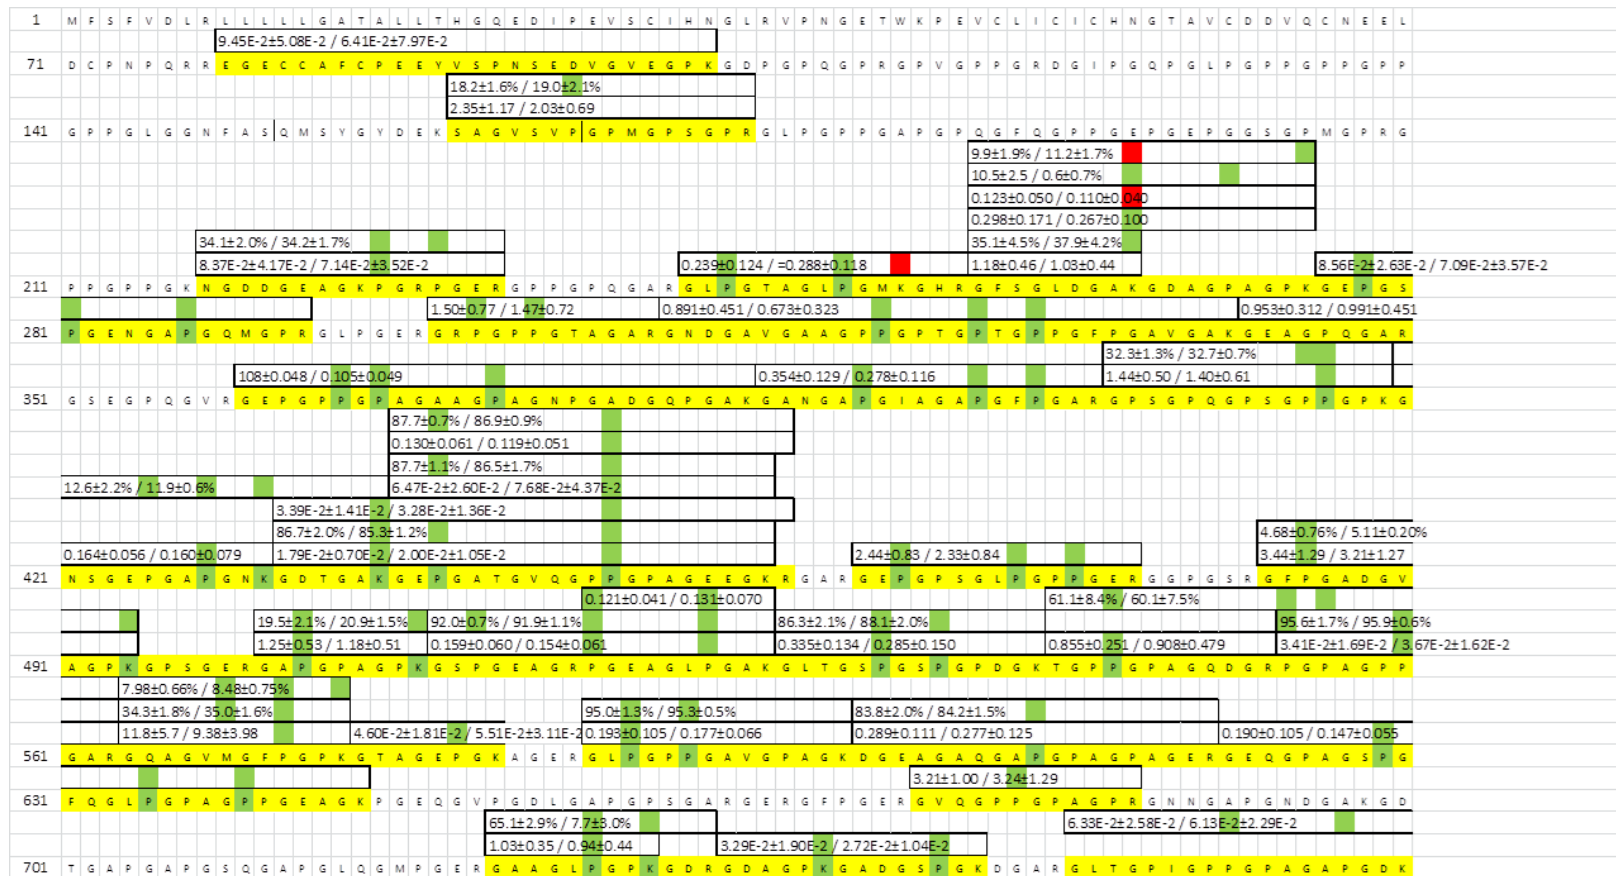 1 M F S F V D L R L L L L L G A T A L L T H G Q E D I P E V S C I H N G L R V P N G E T W K P E V C L I C I C H N G T A V C D D V Q C N E E L
9.45E-2±5.08E-2 / 6.41E-2±7.97E-2
71 D C P N P Q R R E G E C C A F C P E E Y V S P N S E D V G V E G P K G D P G P Q G P R G P V G P P G R D G I P G Q P G L P G P P G P P G P P
18.2±1.6% / 19.0±2.1%
2.35±1.17 / 2.03±0.69
141 G P P G L G G N F A S Q M S Y G Y D E K S A G V S V P G P M G P S G P R G L P G P P G A P G P Q G F Q G P P G E P G E P G G S G P M G P R G
9.9±1.9% / 11.2±1.7%
10.5±2.5 / 0.6±0.7%
0.123±0.050 / 0.110±0.040
0.298±0.171 / 0.267±0.100
34.1±2.0% / 34.2±1.7% 35.1±4.5% / 37.9±4.2%
8.37E-2±4.17E-2 / 7.14E-2±3.52E-2 0.239±0.124 / =0.288±0.118 1.18±0.46 / 1.03±0.44 8.56E-2±2.63E-2 / 7.09E-2±3.57E-2
211 P P G P P G K N G D D G E A G K P G R P G E R G P P G P Q G A R G L P G T A G L P G M K G H R G F S G L D G A K G D A G P A G P K G E P G S
1.50±0.77 / 1.47±0.72 0.891±0.451 / 0.673±0.323 0.953±0.312 / 0.991±0.451
281 P G E N G A P G Q M G P R G L P G E R G R P G P P G T A G A R G N D G A V G A A G P P G P T G P T G P P G F P G A V G A K G E A G P Q G A R
32.3±1.3% / 32.7±0.7%
108±0.048 / 0.105±0.049 0.354±0.129 / 0.278±0.116 1.44±0.50 / 1.40±0.61
351 G S E G P Q G V R G E P G P P G P A G A A G P A G N P G A D G Q P G A K G A N G A P G I A G A P G F P G A R G P S G P Q G P S G P P G P K G
87.7±0.7% / 86.9±0.9%
0.130±0.061 / 0.119±0.051
87.7±1.1% / 86.5±1.7%
12.6±2.2% / 11.9±0.6% 6.47E-2±2.60E-2 / 7.68E-2±4.37E-2
3.39E-2±1.41E-2 / 3.28E-2±1.36E-2
86.7±2.0% / 85.3±1.2% 4.68±0.76% / 5.11±0.20%
0.164±0.056 / 0.160±0.079 1.79E-2±0.70E-2 / 2.00E-2±1.05E-2 2.44±0.83 / 2.33±0.84 3.44±1.29 / 3.21±1.27
421 N S G E P G A P G N K G D T G A K G E P G A T G V Q G P P G P A G E E G K R G A R G E P G P S G L P G P P G E R G G P G S R G F P G A D G V
0.121±0.041 / 0.131±0.070 61.1±8.4% / 60.1±7.5%
19.5±2.1% / 20.9±1.5% 92.0±0.7% / 91.9±1.1% 86.3±2.1% / 88.1±2.0% 95.6±1.7% / 95.9±0.6%
1.25±0.53 / 1.18±0.51 0.159±0.060 / 0.154±0.061 0.335±0.134 / 0.285±0.150 0.855±0.251 / 0.908±0.479 3.41E-2±1.69E-2 / 3.67E-2±1.62E-2
491 A G P K G P S G E R G A P G P A G P K G S P G E A G R P G E A G L P G A K G L T G S P G S P G P D G K T G P P G P A G Q D G R P G P A G P P
7.98±0.66% / 8.48±0.75%
34.3±1.8% / 35.0±1.6% 95.0±1.3% / 95.3±0.5% 83.8±2.0% / 84.2±1.5%
11.8±5.7 / 9.38±3.98 4.60E-2±1.81E-2 / 5.51E-2±3.11E-2 0.193±0.105 / 0.177±0.066 0.289±0.111 / 0.277±0.125 0.190±0.105 / 0.147±0.055
561 G A R G Q A G V M G F P G P K G T A G E P G K A G E R G L P G P P G A V G P A G K D G E A G A Q G A P G P A G P A G E R G E Q G P A G S P G
3.21±1.00 / 3.24±1.29
631 F Q G L P G P A G P P G E A G K P G E Q G V P G D L G A P G P S G A R G E R G F P G E R G V Q G P P G P A G P R G N N G A P G N D G A K G D
65.1±2.9% / 7.7±3.0% 6.33E-2±2.58E-2 / 6.13E-2±2.29E-2
1.03±0.35 / 0.94±0.44 3.29E-2±1.90E-2 / 2.72E-2±1.04E-2
701 T G A P G A P G S Q G A P G L Q G M P G E R G A A G L P G P K G D R G D A G P K G A D G S P G K D G A R G L T G P I G P P G P A G A P G D K